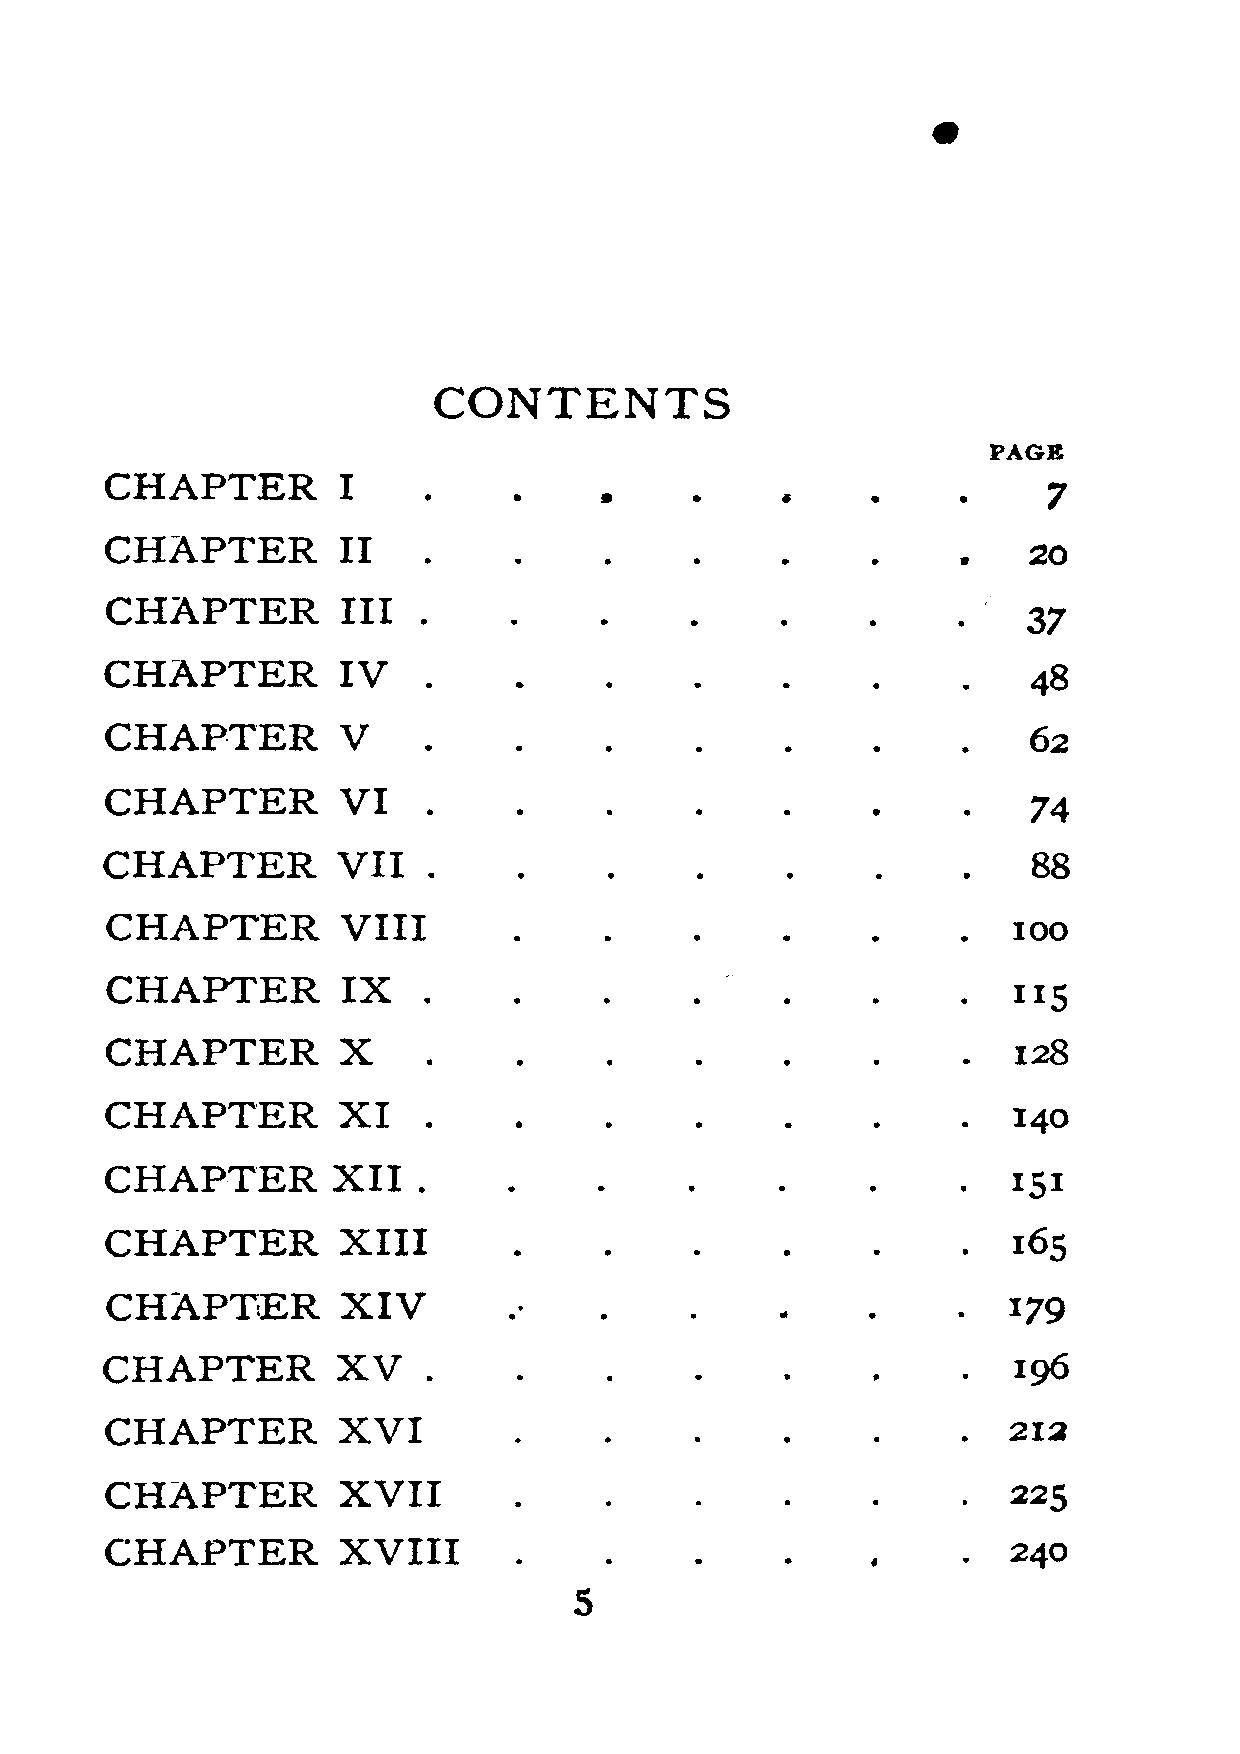 CONTENTS
PAGE
CHAPTER I . . . . . . . 7
CHAPTER II . . . . . . . 20
CHAPTER III . . . . . . . 37
CHAPTER IV . . . . . . . 48
CHAPTER V . . . . . . . 62
CHAPTER VI . . . . . . . 74
CHAPTER VII . . . . . . . 88
CHAPTER VIII . . . . . . 100
CHAPTER IX . . . . . . . 115
CHAPTER X . . . . . . . 128
CHAPTER XI . . . . . . . 140
CHAPTER XII . . . . . . . 151
CHAPTER XIII . . . . . . 165
CHAPTER XIV . . . . . . 179
CHAPTER XV . . . . . . . 196
CHAPTER XVI . . . . . . 212
CHAPTER XVII . . . . . . 225
CHAPTER XVIII . . . . . . 240
5